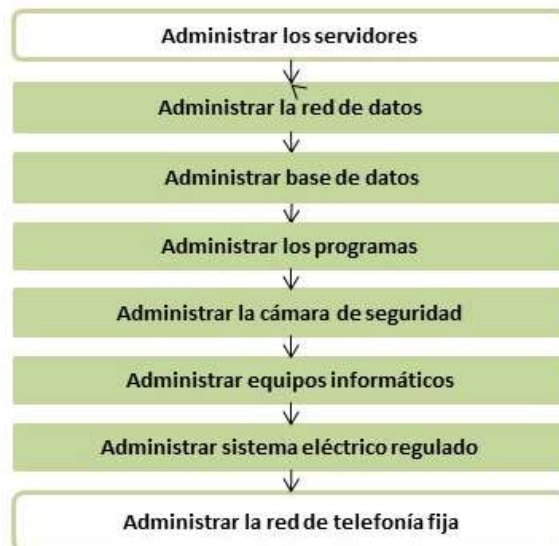 Administrar los servidores
Administrar la red de datos
Administrar base de datos
Administrar los programas
Administrar la cámara de seguridad
Administrar equipos informáticos
Administrar sistema eléctrico regulado
Administrar la red de telefonía fija